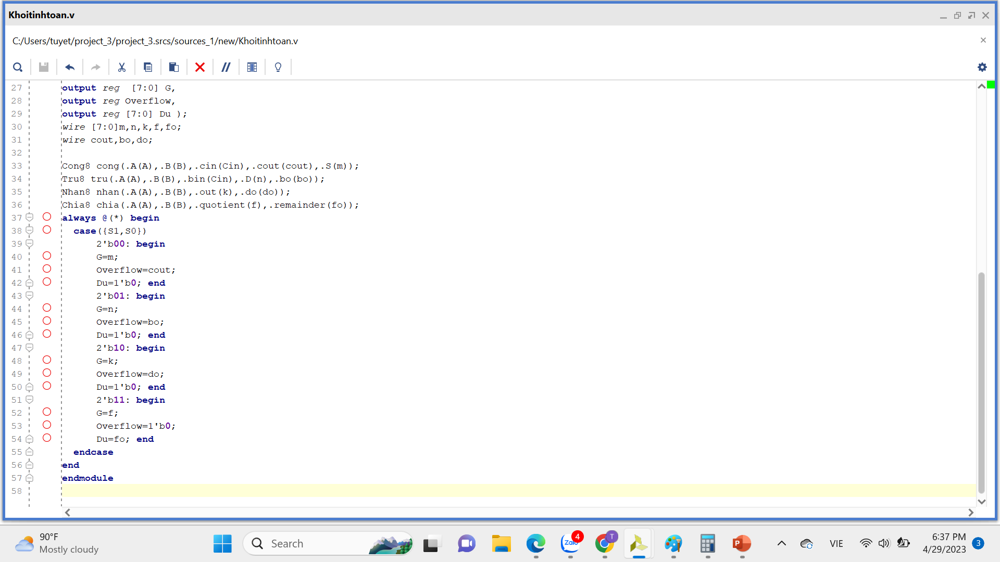 Khoitinhtoan.v
C:/Users/tuyet/project_3/project_3.srcs/sources_1/new/Khoitinhtoan.v
27 output reg  [7:0] G,
28 output reg Overflow,
29 output reg [7:0] Du );
30 wire [7:0]m,n,k,f,fo;
31 wire cout,bo,do;
32
33 Cong8 cong(.A(A),.B(B),.cin(Cin),.cout(cout),.S(m));
34 Tru8 tru(.A(A),.B(B),.bin(Cin),.D(n),.bo(bo));
35 Nhan8 nhan(.A(A),.B(B),.out(k),.do(do));
36 Chia8 chia(.A(A),.B(B),.quotient(f),.remainder(fo));
37 always @(*) begin
38   case({S1,S0})
39       2'b00: begin
40       G=m;
41       Overflow=cout;
42       Du=1'b0; end
43       2'b01: begin
44       G=n;
45       Overflow=bo;
46       Du=1'b0; end
47       2'b10: begin
48       G=k;
49       Overflow=do;
50       Du=1'b0; end
51       2'b11: begin
52       G=f;
53       Overflow=1'b0;
54       Du=fo; end
55   endcase
56 end
57 endmodule
58
90°F
Mostly cloudy
Search
Zalo
4
T
P
VIE
6:37 PM
4/29/2023
3